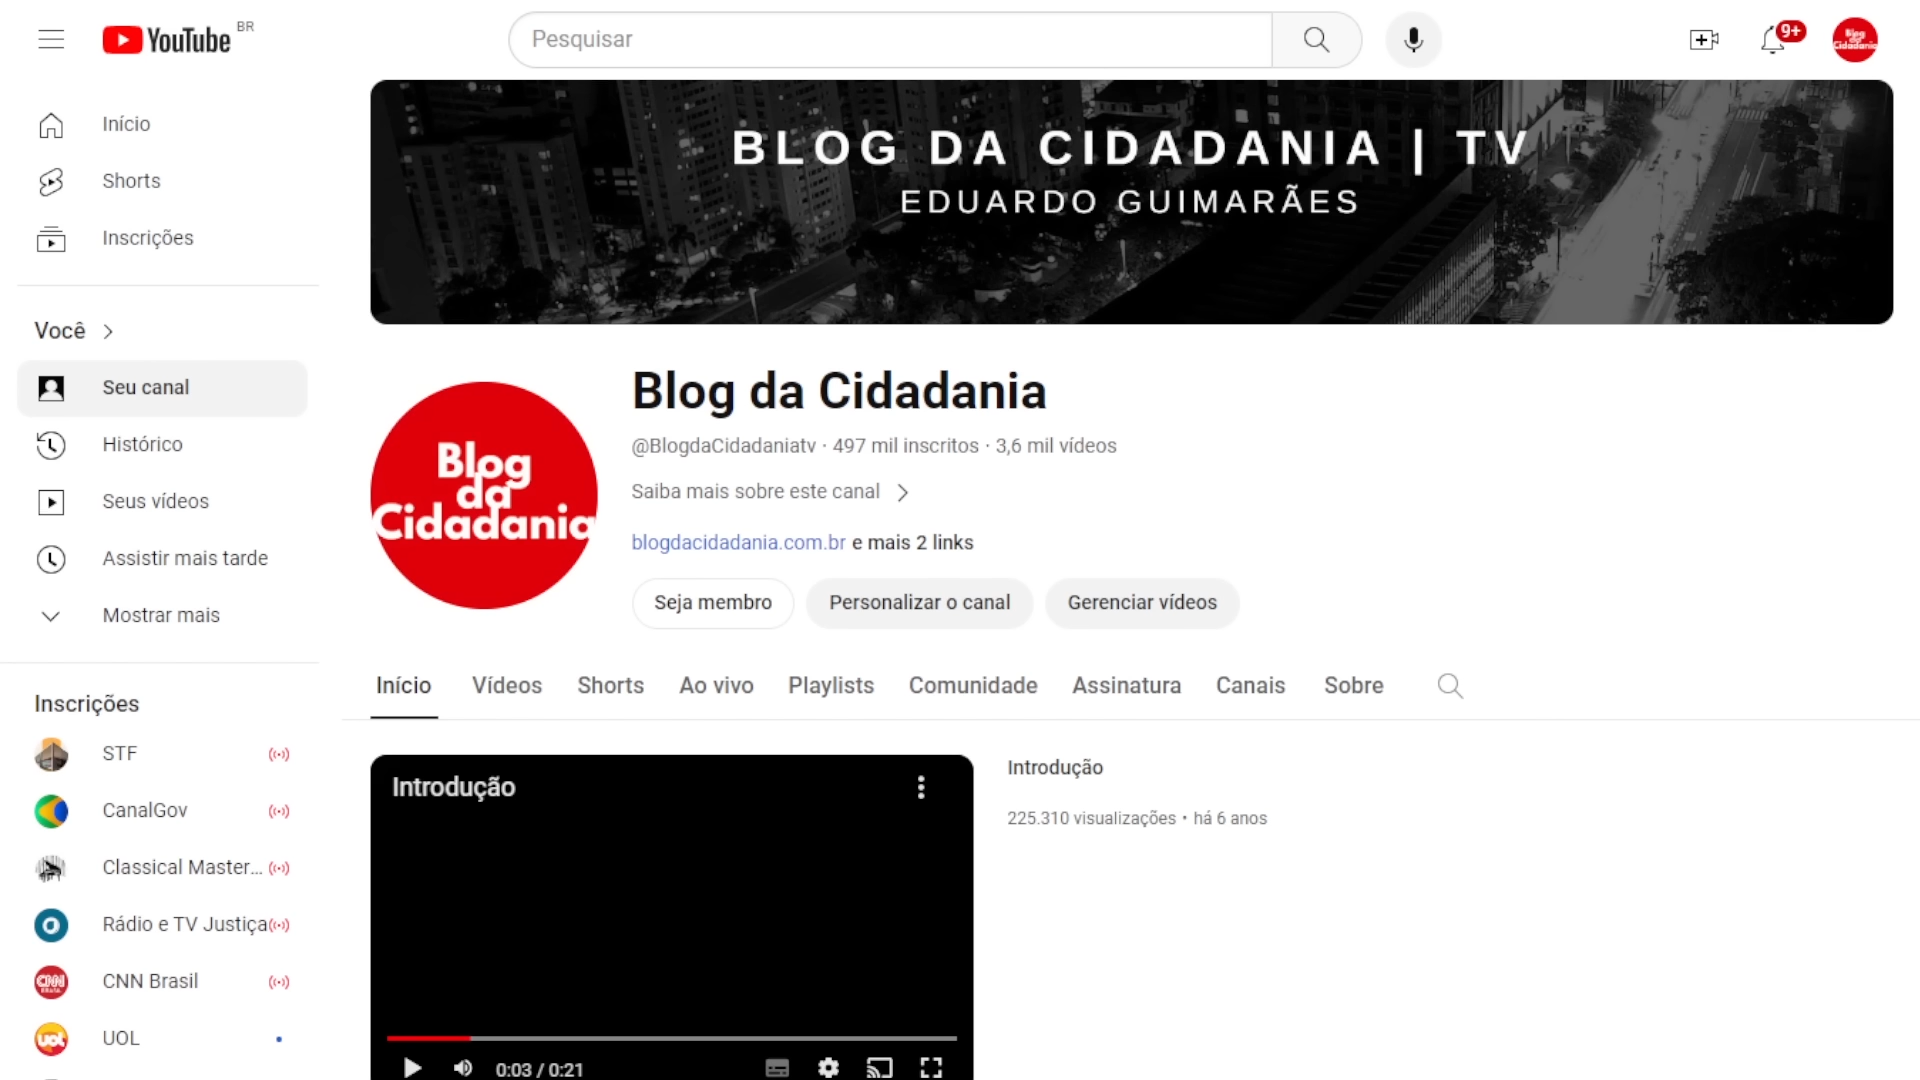 YouTube BR
Pesquisar
9+
Blog
da
Cidadania
Início
Shorts
Inscrições
Você
Seu canal
Histórico
Seus vídeos
Assistir mais tarde
Mostrar mais
Inscrições
STF
CanalGov
Classical Master...
Rádio e TV Justiça
CNN Brasil
UOL
BLOG DA CIDADANIA | TV
EDUARDO GUIMARÃES
Blog
da
Cidadania
Blog da Cidadania
@BlogdaCidadaniatv · 497 mil inscritos · 3,6 mil vídeos
Saiba mais sobre este canal
blogdacidadania.com.br e mais 2 links
Seja membro Personalizar o canal Gerenciar vídeos
Início Vídeos Shorts Ao vivo Playlists Comunidade Assinatura Canais Sobre
Introdução
0:03 / 0:21
Introdução
225.310 visualizações • há 6 anos